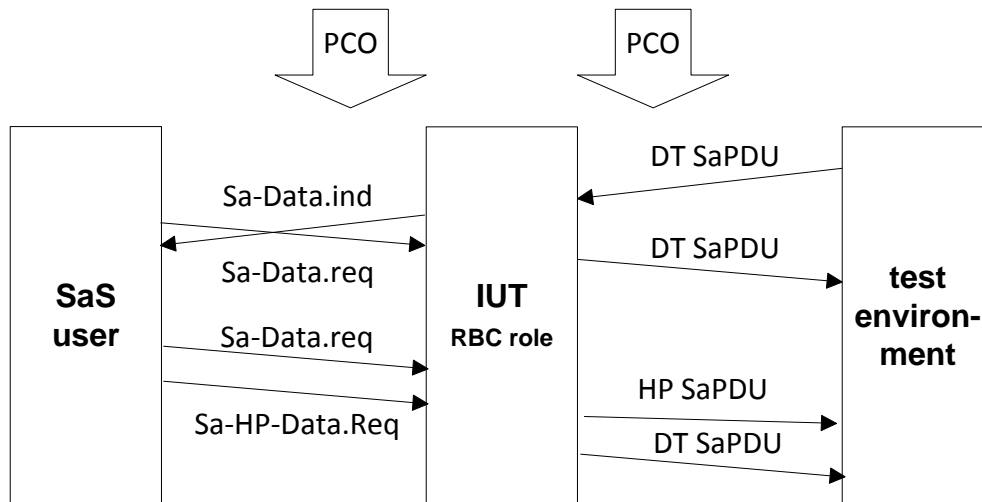 PCO
PCO
DT SaPDU
Sa-Data.ind
Sa-Data.req
DT SaPDU
SaS
user
IUT
RBC role
test
environ-
ment
Sa-Data.req
HP SaPDU
Sa-HP-Data.Req
DT SaPDU